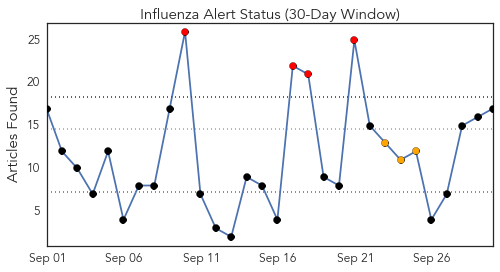 Influenza Alert Status (30-Day Window)
Articles Found
25
20
15
10
5
Sep 01 Sep 06 Sep 11 Sep 16 Sep 21 Sep 26